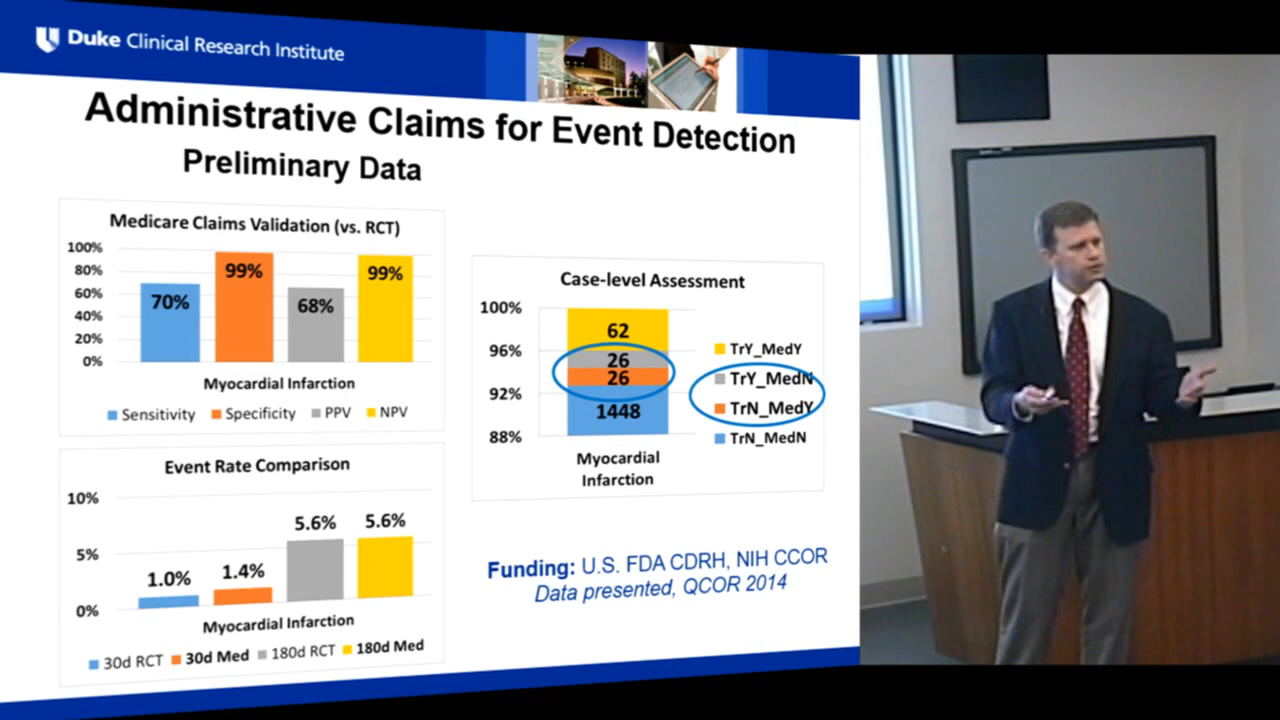 Duke Clinical Research Institute
Administrative Claims for Event Detection
Preliminary Data
Medicare Claims Validation (vs. RCT)
100%
80%
60%
40%
20%
0%
70%
99%
68%
99%
Myocardial Infarction
Sensitivity Specificity PPV NPV
Event Rate Comparison
10%
5%
0%
1.0%
1.4%
5.6%
5.6%
Myocardial Infarction
30d RCT 30d Med 180d RCT 180d Med
Case-level Assessment
100%
96%
92%
88%
62
26
26
1448
Myocardial
Infarction
TrY_MedY
TrY_MedN
TrN_MedY
TrN_MedN
Funding: U.S. FDA CDRH, NIH CCOR
Data presented, QCOR 2014